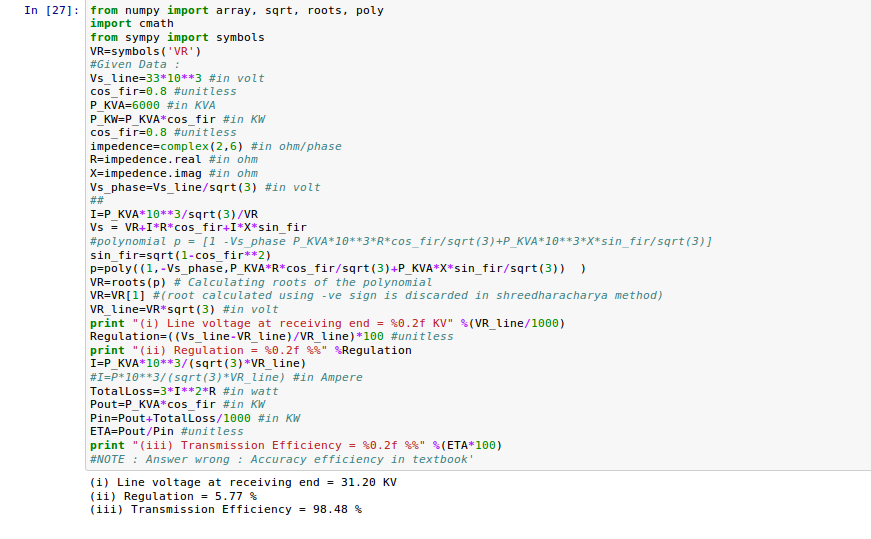 In [27]: from numpy import array, sqrt, roots, poly
import cmath
from sympy import symbols
VR=symbols('VR')
#Given Data :
Vs_line=33*10**3 #in volt
cos_fir=0.8 #unitless
P_KVA=6000 #in KVA
P_KW=P_KVA*cos_fir #in KW
cos_fir=0.8 #unitless
impedence=complex(2,6) #in ohm/phase
R=impedence.real #in ohm
X=impedence.imag #in ohm
Vs_phase=Vs_line/sqrt(3) #in volt
##
I=P_KVA*10**3/sqrt(3)/VR
Vs = VR+I*R*cos_fir+I*X*sin_fir
#polynomial p = [1 -Vs_phase P_KVA*10**3*R*cos_fir/sqrt(3)+P_KVA*10**3*X*sin_fir/sqrt(3)]
sin_fir=sqrt(1-cos_fir**2)
p=poly((1,-Vs_phase,P_KVA*R*cos_fir/sqrt(3)+P_KVA*X*sin_fir/sqrt(3))  )
VR=roots(p) # Calculating roots of the polynomial
VR=VR[1] #(root calculated using -ve sign is discarded in shreedharacharya method)
VR_line=VR*sqrt(3) #in volt
print "(i) Line voltage at receiving end = %0.2f KV" %(VR_line/1000)
Regulation=((Vs_line-VR_line)/VR_line)*100 #unitless
print "(ii) Regulation = %0.2f %%" %Regulation
I=P_KVA*10**3/(sqrt(3)*VR_line)
#I=P*10**3/(sqrt(3)*VR_line) #in Ampere
TotalLoss=3*I**2*R #in watt
Pout=P_KVA*cos_fir #in KW
Pin=Pout+TotalLoss/1000 #in KW
ETA=Pout/Pin #unitless
print "(iii) Transmission Efficiency = %0.2f %%" %(ETA*100)
#NOTE : Answer wrong : Accuracy efficiency in textbook'
(i) Line voltage at receiving end = 31.20 KV
(ii) Regulation = 5.77 %
(iii) Transmission Efficiency = 98.48 %